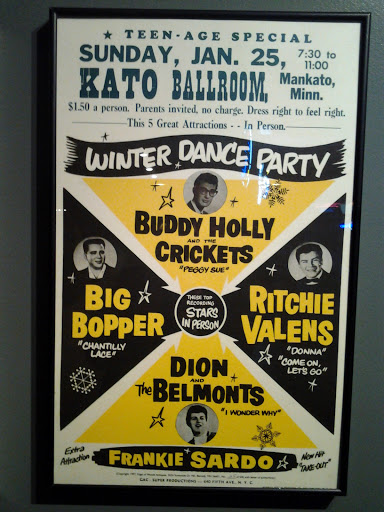 ★ TEEN-AGE SPECIAL
SUNDAY, JAN. 25, 7:30 to 11:00
KATO BALLROOM, Mankato, Minn.
$1.50 a person. Parents invited, no charge. Dress right to feel right.
This 5 Great Attractions -- In Person.
WINTER DANCE PARTY
BUDDY HOLLY
AND THE
CRICKETS
"PEGGY SUE"
BIG
BOPPER
"CHANTILLY
LACE"
THESE TOP
RECORDING
STARS
IN PERSON
RITCHIE
VALENS
"DONNA"
"COME ON,
LET'S GO"
DION
AND
The BELMONTS
"I WONDER WHY"
Extra
Attraction
FRANKIE SARDO
New Hit
"TAKE-OUT"
GAC - SUPER PRODUCTIONS - N. Y. C.